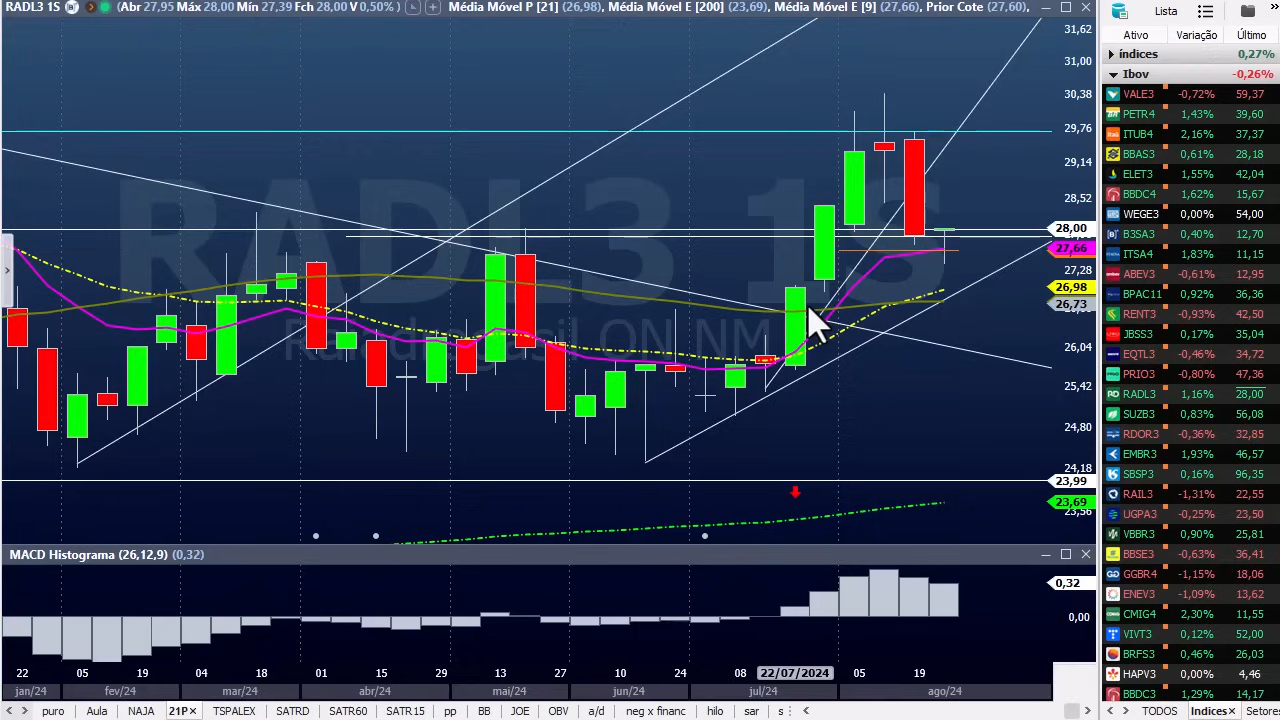 RADL3 1S (Abr 27,95 Máx 28,00 Min 27,39 Fch 28,00 V 0,50% ) Média Móvel P [21] (26,98), Média Móvel E [200] (23,69), Média Móvel E [9] (27,66), Prior Cote (27,60),
RADL3 1S
31,62
31,00
30,38
29,76
29,14
28,52
28,00
27,66
27,28
26,98
26,73
26,04
25,42
24,80
24,18
23,99
23,69
23,56
MACD Histograma (26,12,9) (0,32)
0,32
0,00
22 05 19 04 18 01 15 29 13 27 10 24 08 22/07/2024 05 19
jan/24 fev/24 mar/24 abr/24 mai/24 jun/24 jul/24 ago/24
puro Aula NAJA 21P TSPALEX SATRD SATR60 SATR15 pp BB JOE OBV a/d neg x financ hilo sar s
Lista
Ativo Variação Último
índices 0,27%
Ibov -0,26%
VALE3 -0,72% 59,37
PETR4 1,43% 39,60
ITUB4 2,16% 37,37
BBAS3 0,61% 28,18
ELET3 1,55% 42,04
BBDC4 1,62% 15,67
WEGE3 0,00% 54,00
B3SA3 0,40% 12,70
ITSA4 1,83% 11,15
ABEV3 -0,61% 12,95
BPAC11 0,92% 36,36
RENT3 -0,93% 42,50
JBSS3 0,17% 35,04
EQTL3 -0,46% 34,72
PRIO3 -0,80% 47,36
RADL3 1,16% 28,00
SUZB3 0,83% 56,08
RDOR3 -0,36% 32,85
EMBR3 1,93% 46,57
SBSP3 0,16% 96,35
RAIL3 -1,31% 22,55
UGPA3 -0,25% 23,50
VBBR3 0,90% 25,81
BBSE3 -0,63% 36,41
GGBR4 -1,15% 18,06
ENEV3 -1,09% 13,62
CMIG4 2,30% 11,55
VIVT3 0,12% 52,00
BRFS3 0,46% 26,03
HAPV3 0,00% 4,46
BBDC3 1,29% 14,17
TODOS Indices Setores